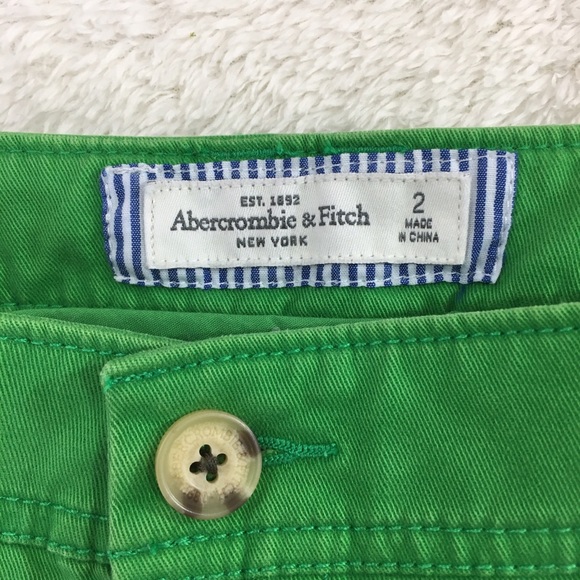 EST. 1892
Abercrombie & Fitch
NEW YORK
2
MADE
IN CHINA